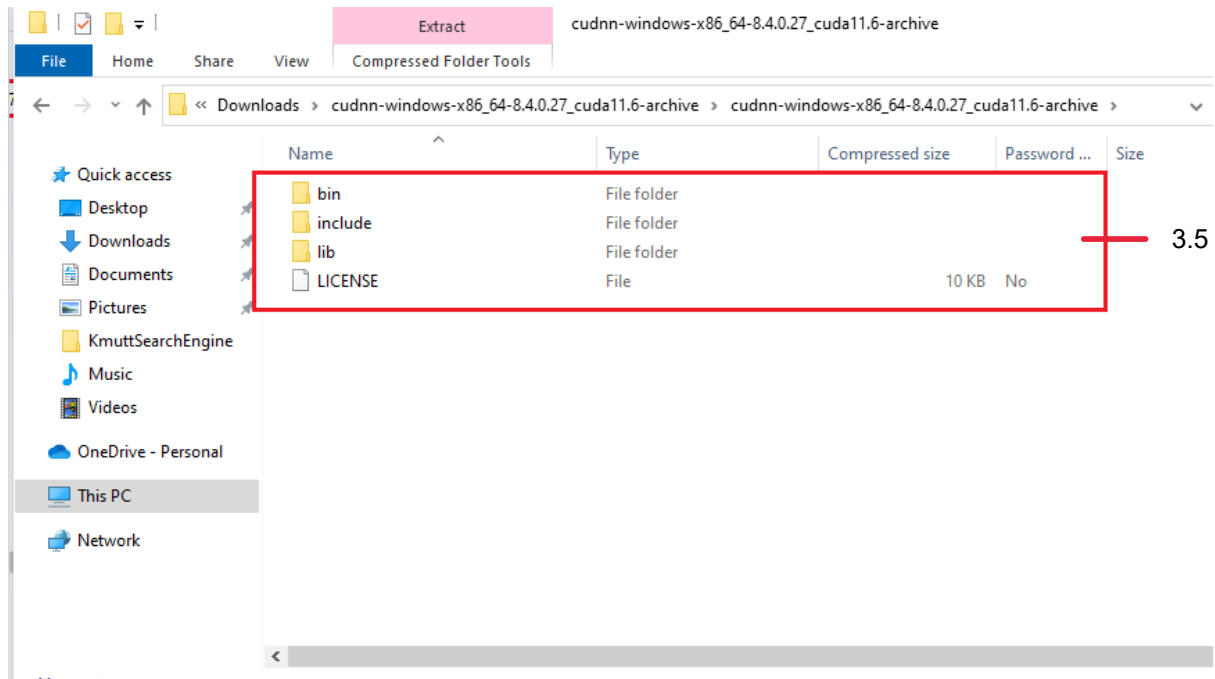 Extract
cudnn-windows-x86_64-8.4.0.27_cuda11.6-archive
File Home Share View Compressed Folder Tools
« Downloads › cudnn-windows-x86_64-8.4.0.27_cuda11.6-archive › cudnn-windows-x86_64-8.4.0.27_cuda11.6-archive ›
Name Type Compressed size Password ... Size
Quick access
Desktop
Downloads
Documents
Pictures
KmuttSearchEngine
Music
Videos
OneDrive - Personal
This PC
Network
bin File folder
include File folder
lib File folder
LICENSE File 10 KB No
3.5